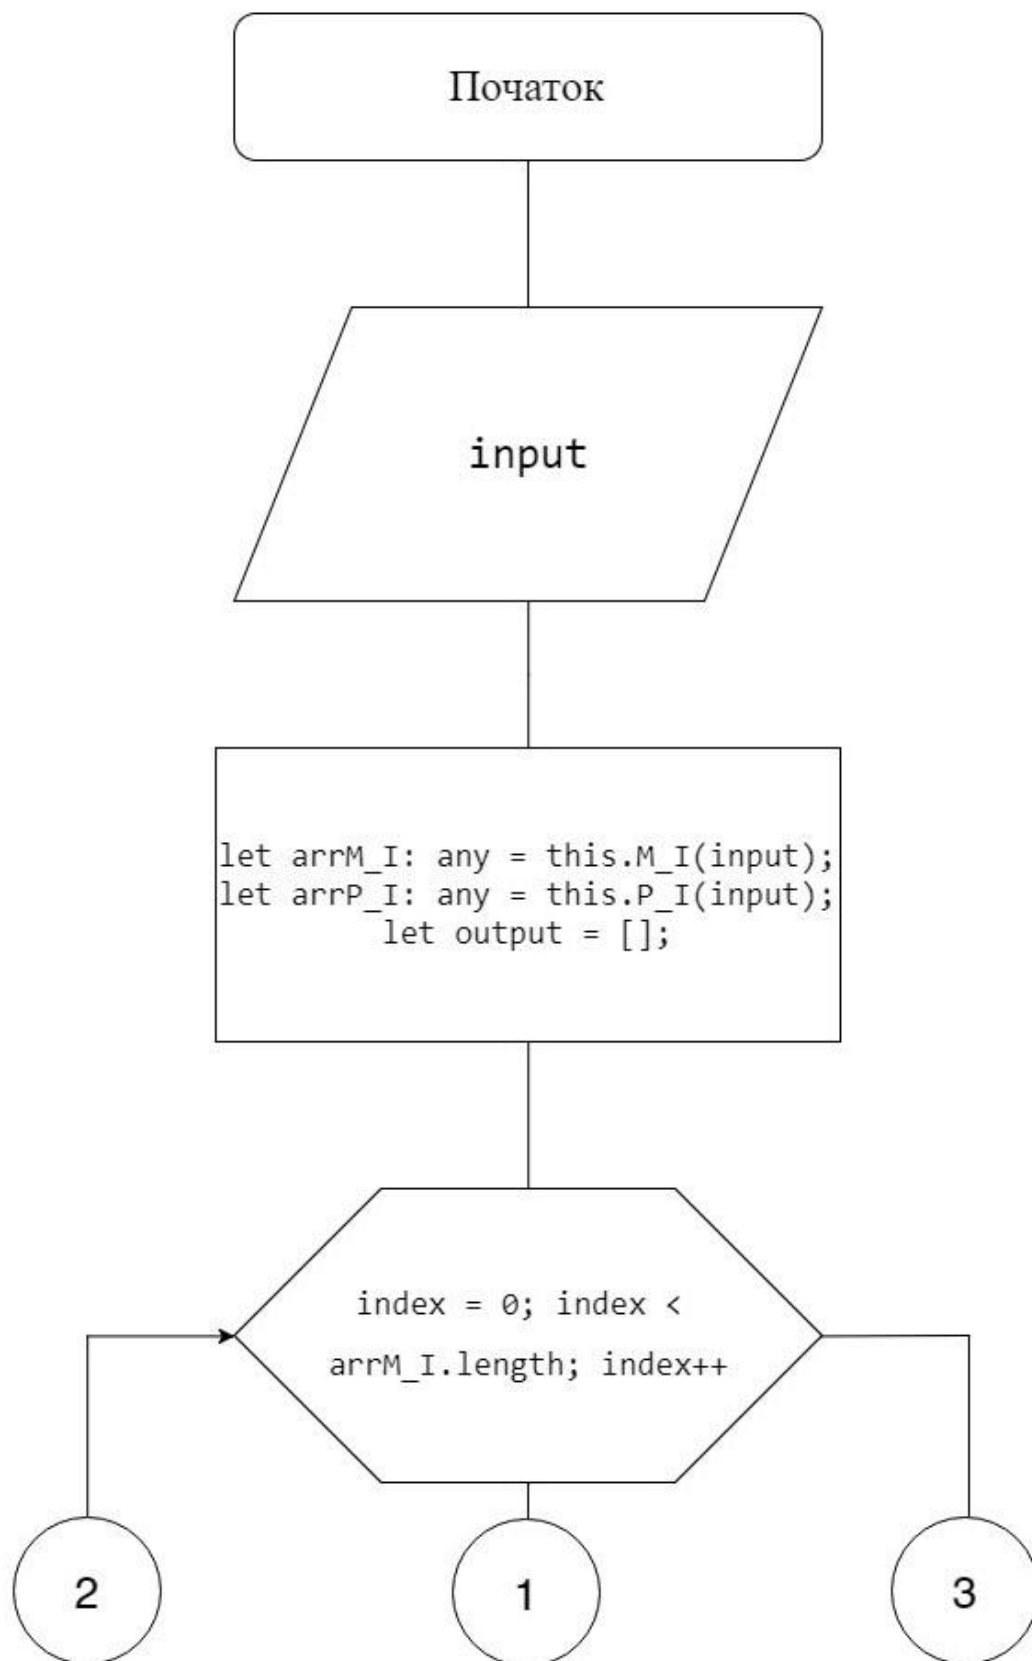 Початок
input
let arrM_I: any = this.M_I(input);
let arrP_I: any = this.P_I(input);
let output = [];
index = 0; index <
arrM_I.length; index++
2
1
3